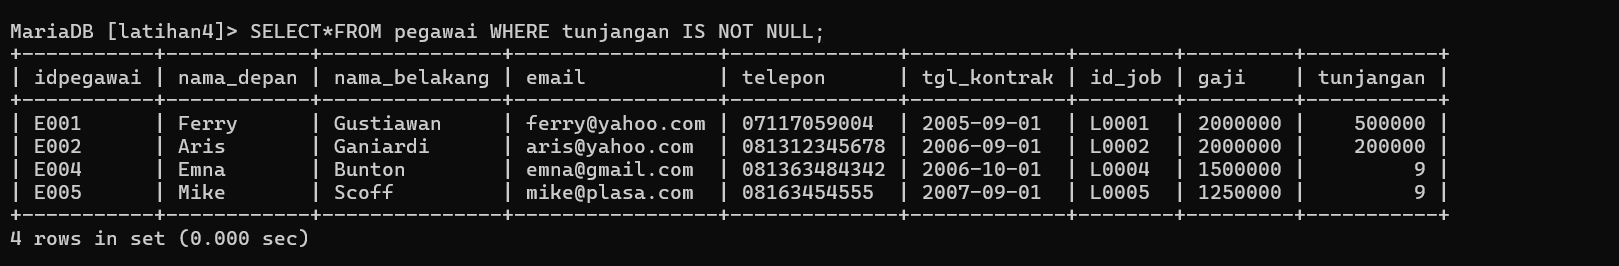 MariaDB [latihan4]> SELECT*FROM pegawai WHERE tunjangan IS NOT NULL;
+-----------+------------+---------------+-----------------+--------------+-------------+--------+---------+-----------+
| idpegawai | nama_depan | nama_belakang | email           | telepon      | tgl_kontrak | id_job | gaji    | tunjangan |
+-----------+------------+---------------+-----------------+--------------+-------------+--------+---------+-----------+
| E001      | Ferry      | Gustiawan     | ferry@yahoo.com | 07117059004  | 2005-09-01  | L0001  | 2000000 |    500000 |
| E002      | Aris       | Ganiardi      | aris@yahoo.com  | 081312345678 | 2006-09-01  | L0002  | 2000000 |    200000 |
| E004      | Emna       | Bunton        | emna@gmail.com  | 081363484342 | 2006-10-01  | L0004  | 1500000 |         9 |
| E005      | Mike       | Scoff         | mike@plasa.com  | 08163454555  | 2007-09-01  | L0005  | 1250000 |         9 |
+-----------+------------+---------------+-----------------+--------------+-------------+--------+---------+-----------+
4 rows in set (0.000 sec)